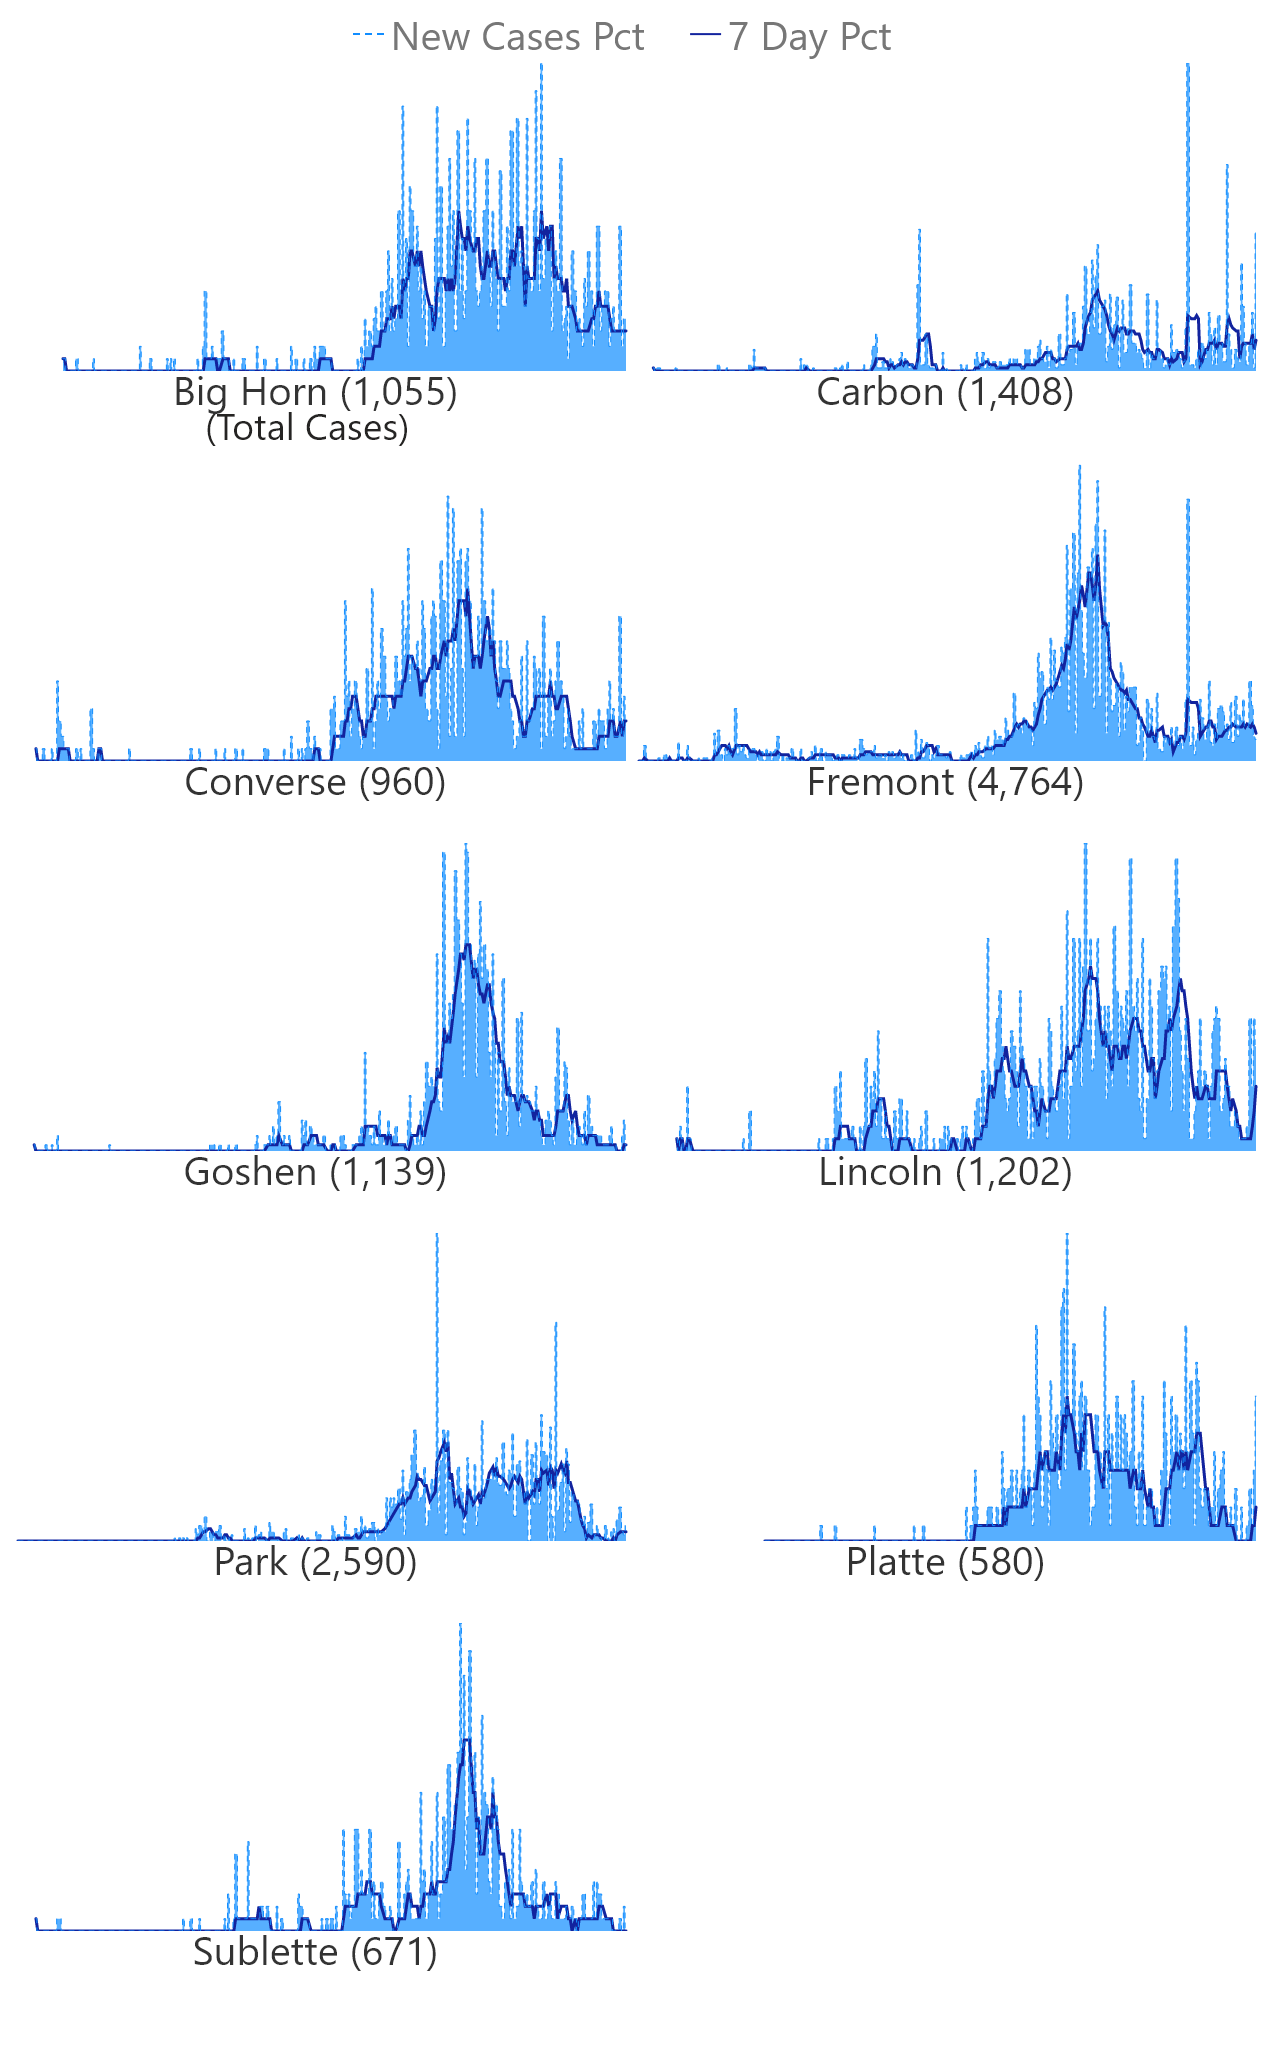 New Cases Pct 7 Day Pct
Big Horn (1,055)
(Total Cases)
Carbon (1,408)
Converse (960)
Fremont (4,764)
Goshen (1,139)
Lincoln (1,202)
Park (2,590)
Platte (580)
Sublette (671)